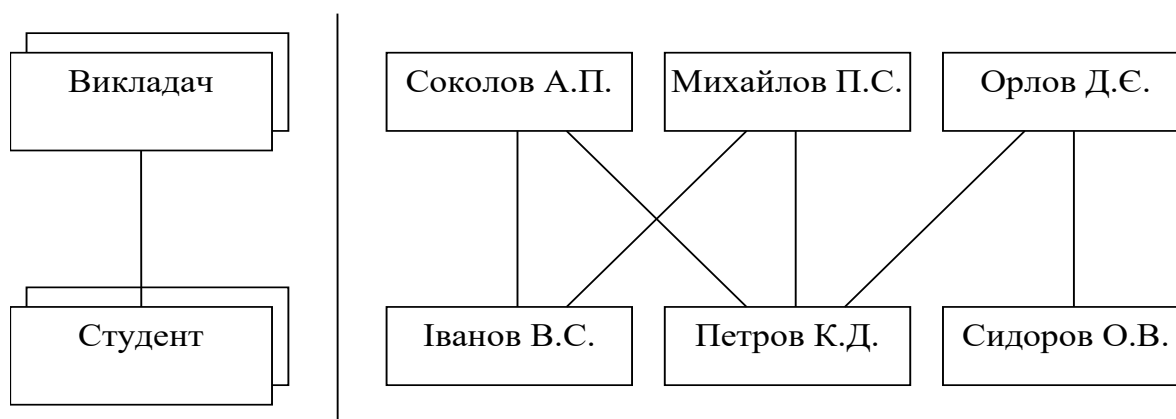 Викладач
Соколов А.П.
Михайлов П.С.
Орлов Д.Є.
Студент
Іванов В.С.
Петров К.Д.
Сидоров О.В.